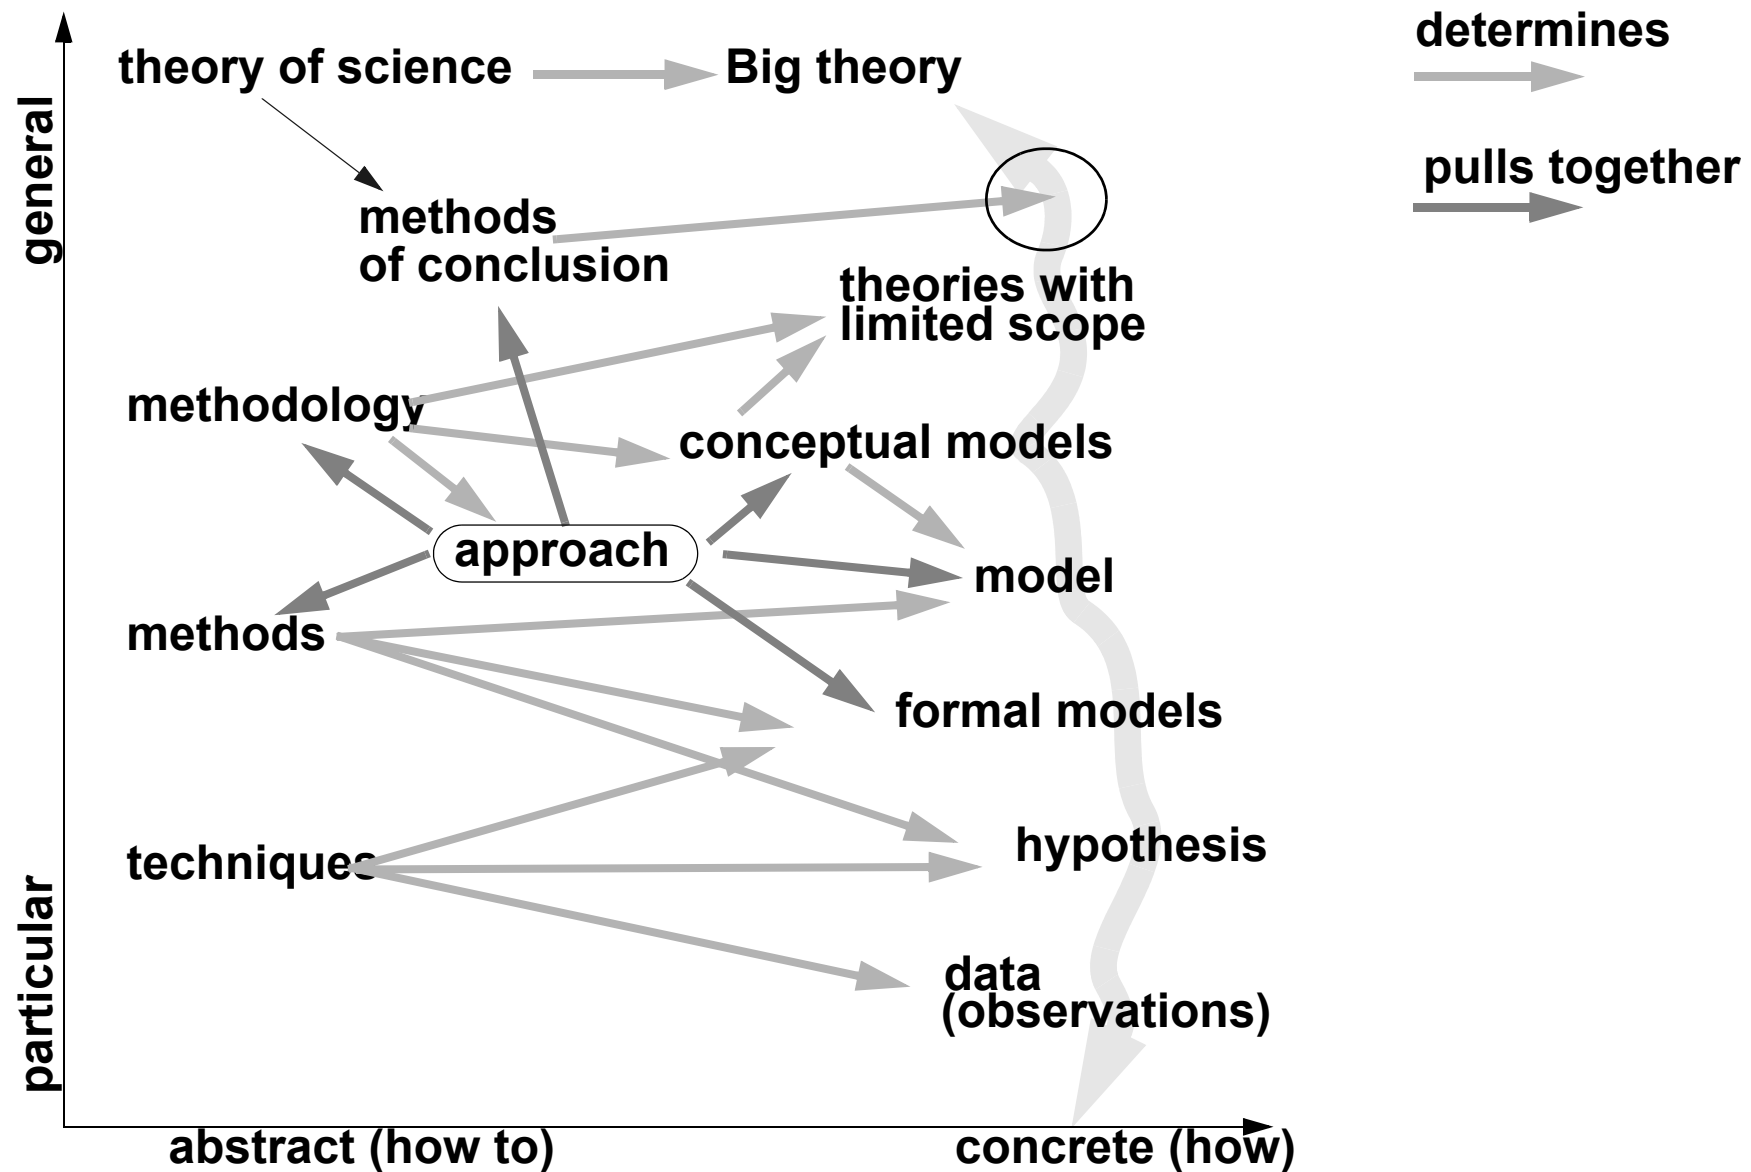 determines
theory of science
Big theory
general
pulls together
methods
of conclusion
theories with
limited scope
methodology
conceptual models
approach
model
methods
formal models
techniques
hypothesis
particular
data
(observations)
abstract (how to)
concrete (how)